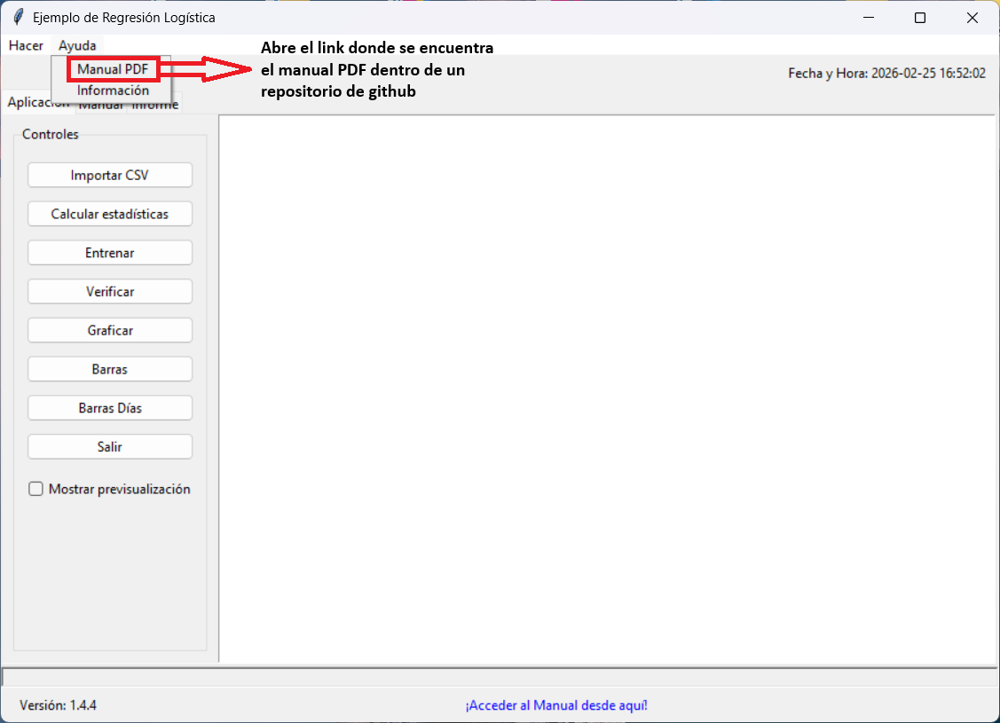 Ejemplo de Regresión Logística
Hacer Ayuda
Manual PDF
Información
Abre el link donde se encuentra
el manual PDF dentro de un
repositorio de github
Fecha y Hora: 2026-02-25 16:52:02
Aplicación Manual Informe
Controles
Importar CSV
Calcular estadísticas
Entrenar
Verificar
Graficar
Barras
Barras Días
Salir
Mostrar previsualización
Versión: 1.4.4
¡Acceder al Manual desde aquí!